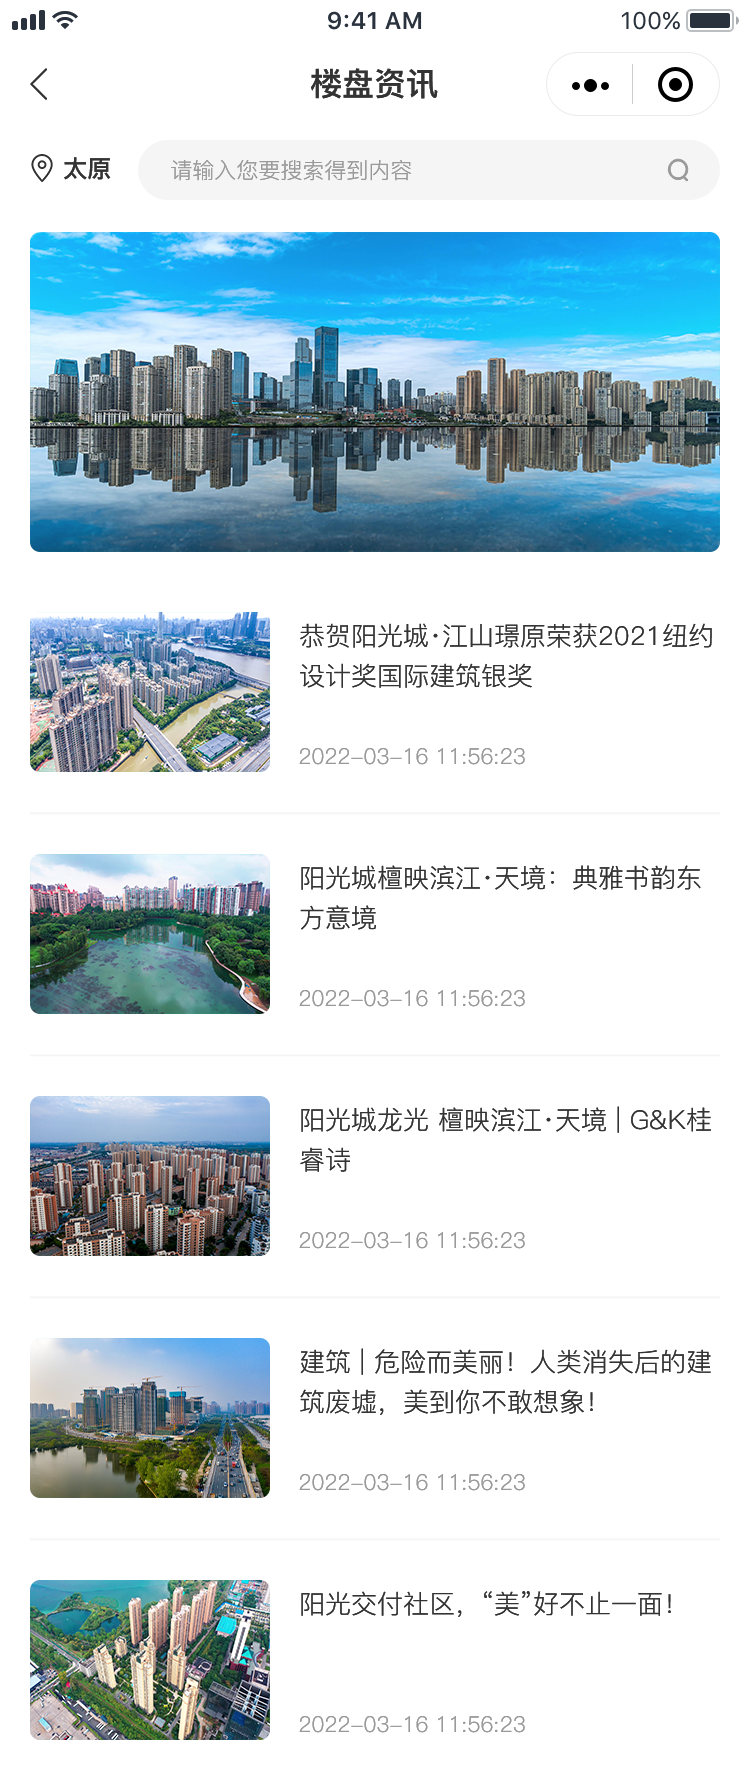 9:41 AM
100%
楼盘资讯
太原
请输入您要搜索得到内容
恭贺阳光城·江山璟原荣获2021纽约
设计奖国际建筑银奖
2022-03-16 11:56:23
阳光城檀映滨江·天境：典雅书韵东
方意境
2022-03-16 11:56:23
阳光城龙光 檀映滨江·天境 | G&K桂
睿诗
2022-03-16 11:56:23
建筑 | 危险而美丽！人类消失后的建
筑废墟，美到你不敢想象！
2022-03-16 11:56:23
阳光交付社区，“美”好不止一面！
2022-03-16 11:56:23